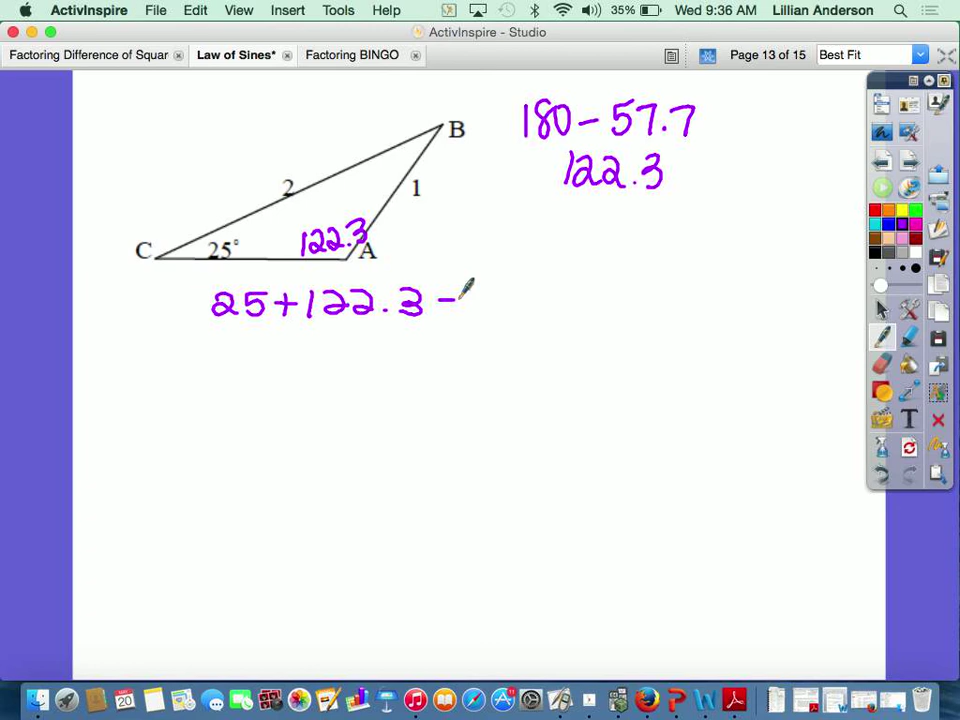 ActivInspire File Edit View Insert Tools 35% Wed 9:36 AM Lillian Anderson
ActivInspire - Studio
Factoring Difference of Squar Law of Sines* Factoring BINGO Page 13 of 15 Best Fit
180 - 57.7
122.3
B
2
1
C 25° 122.3 A
25 + 122.3 -